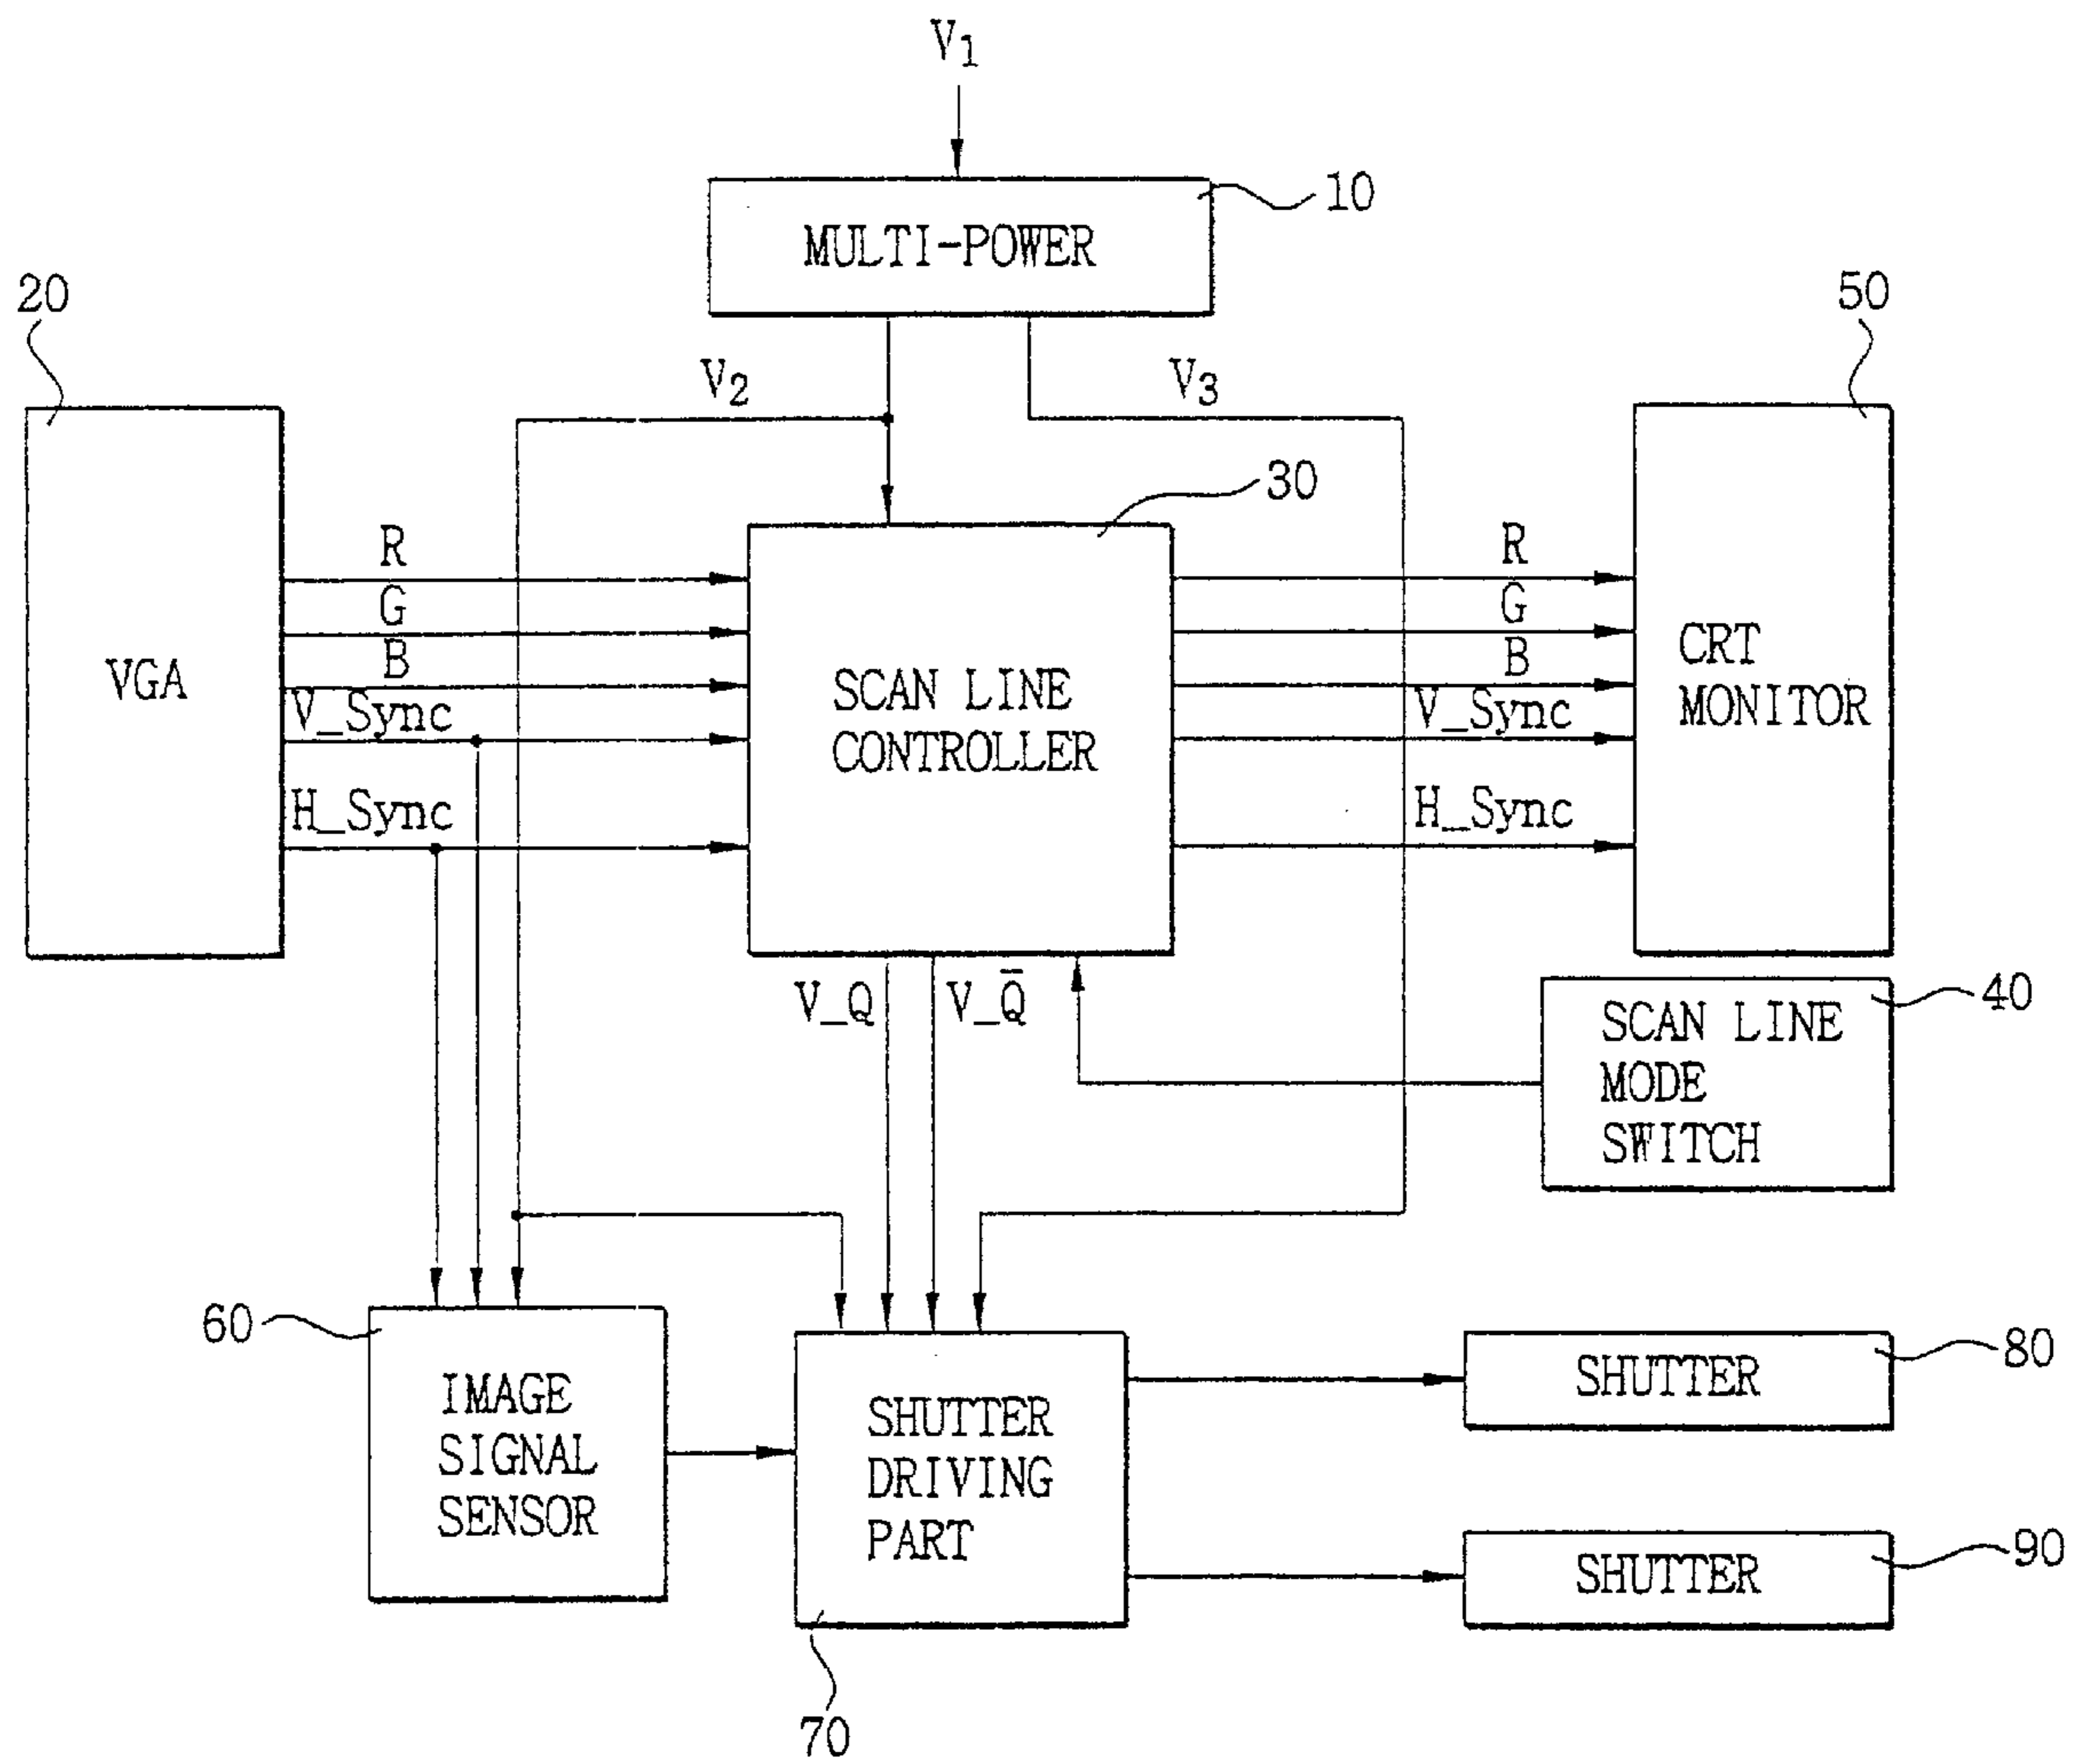 V1
10
MULTI-POWER
20
50
V2
V3
30
R
R
G
G
B
B
VGA
SCAN LINE
CONTROLLER
CRT
MONITOR
V_Sync
V_Sync
H_Sync
H_Sync
V_Q
V_Q̅
40
SCAN LINE
MODE
SWITCH
60
IMAGE
SIGNAL
SENSOR
SHUTTER
DRIVING
PART
70
80
SHUTTER
90
SHUTTER